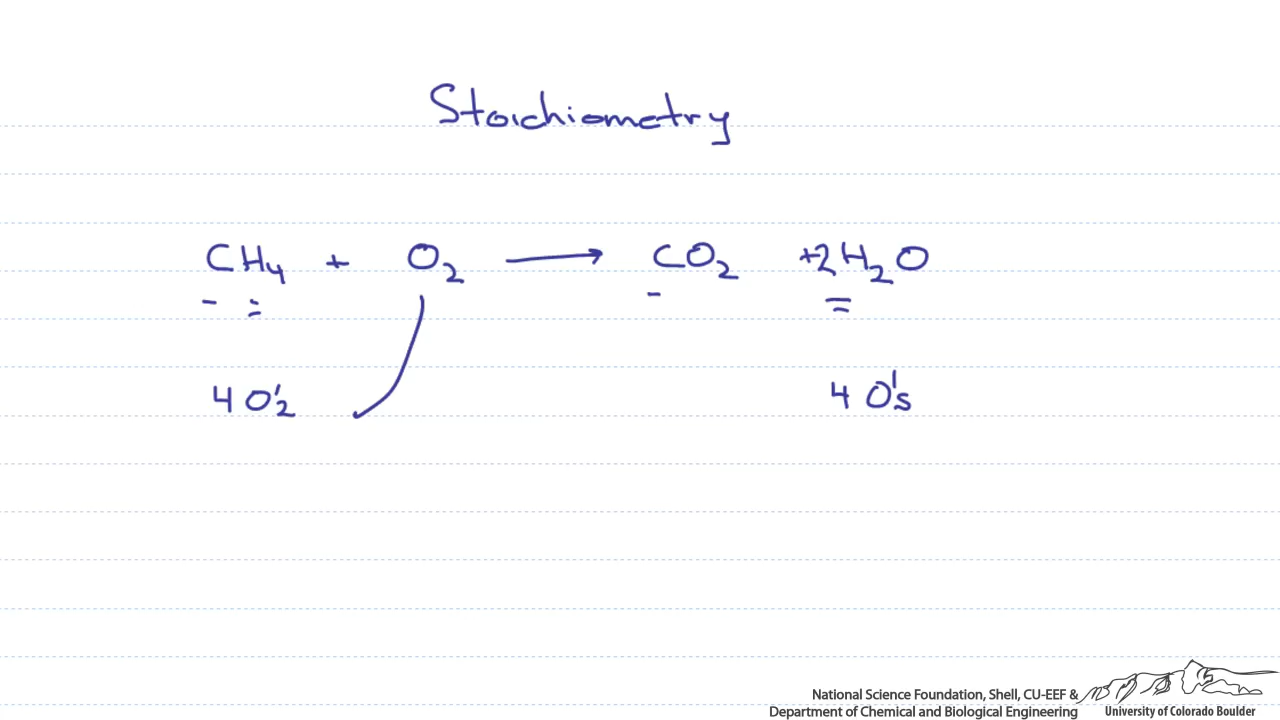 Stoichiometry
CH4 + O2 → CO2 +2H2O
4 O'2 4 O's
National Science Foundation, Shell, CU-EEF &
Department of Chemical and Biological Engineering
University of Colorado Boulder